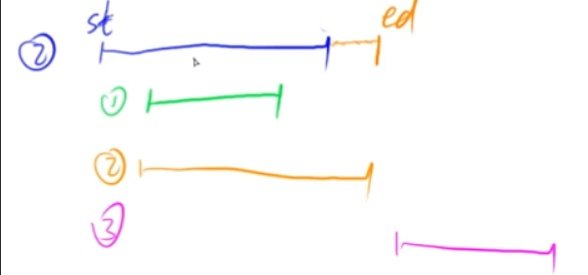 st ed
②
①
②
③